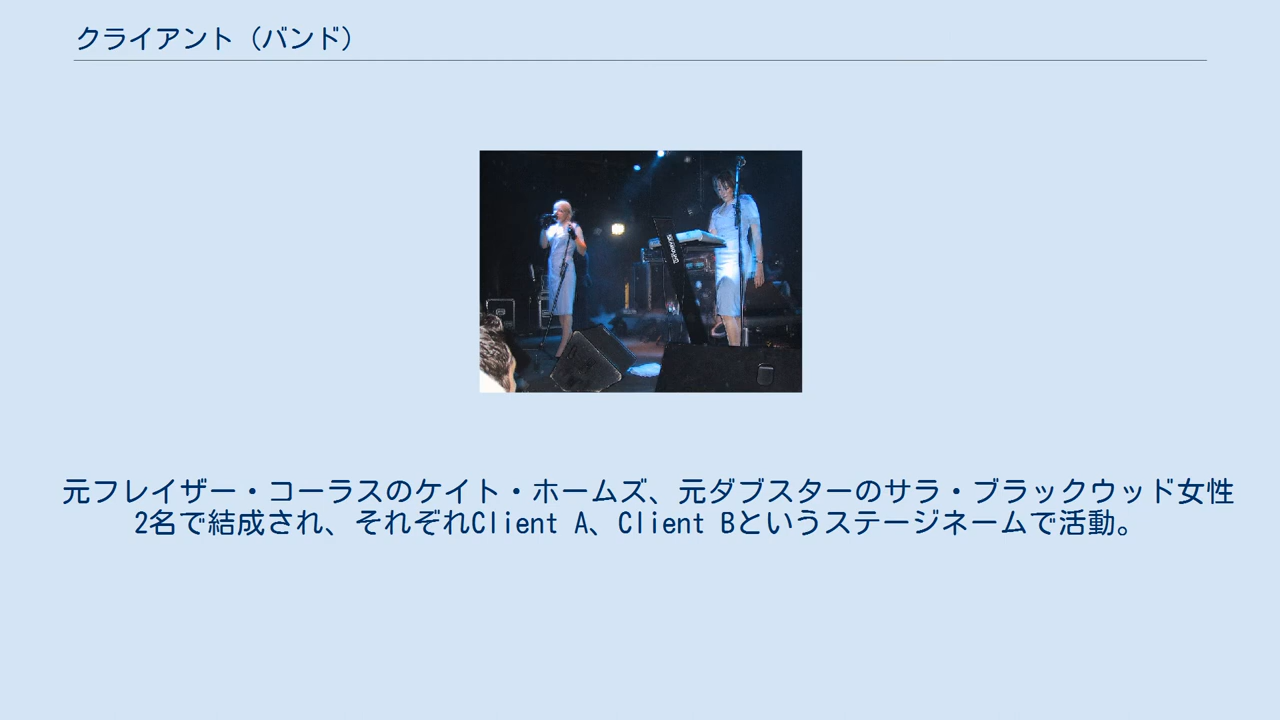 クライアント（バンド）
元フレイザー・コーラスのケイト・ホームズ、元ダブスターのサラ・ブラックウッド女性
2名で結成され、それぞれClient A、Client Bというステージネームで活動。